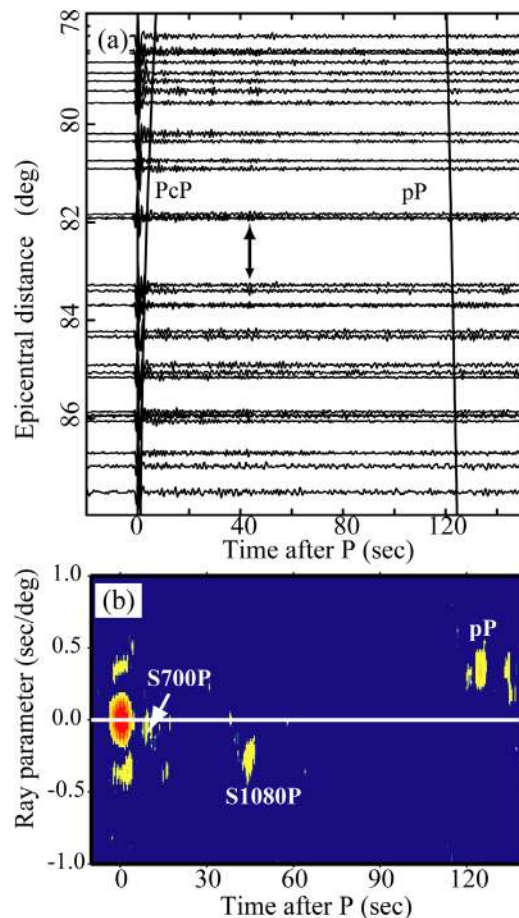 78
(a)
80
PcP
pP
82
84
86
Epicentral distance (deg)
0
40
80
120
Time after P (sec)
1.0
(b)
pP
0.5
S700P
0.0
-0.5
S1080P
-1.0
Ray parameter (sec/deg)
0
30
60
90
120
Time after P (sec)